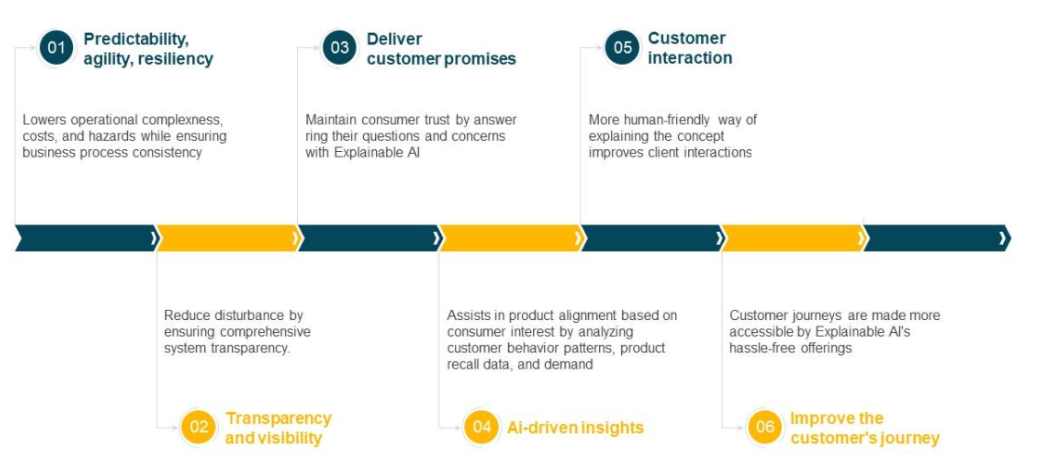 01
Predictability,
agility, resiliency
Lowers operational complexness,
costs, and hazards while ensuring
business process consistency
03
Deliver
customer promises
Maintain consumer trust by answer
ring their questions and concerns
with Explainable AI
05
Customer
interaction
More human-friendly way of
explaining the concept
improves client interactions
Reduce disturbance by
ensuring comprehensive
system transparency.
02
Transparency
and visibility
Assists in product alignment based on
consumer interest by analyzing
customer behavior patterns, product
recall data, and demand
04
Ai-driven insights
Customer journeys are made more
accessible by Explainable AI's
hassle-free offerings
06
Improve the
customer's journey